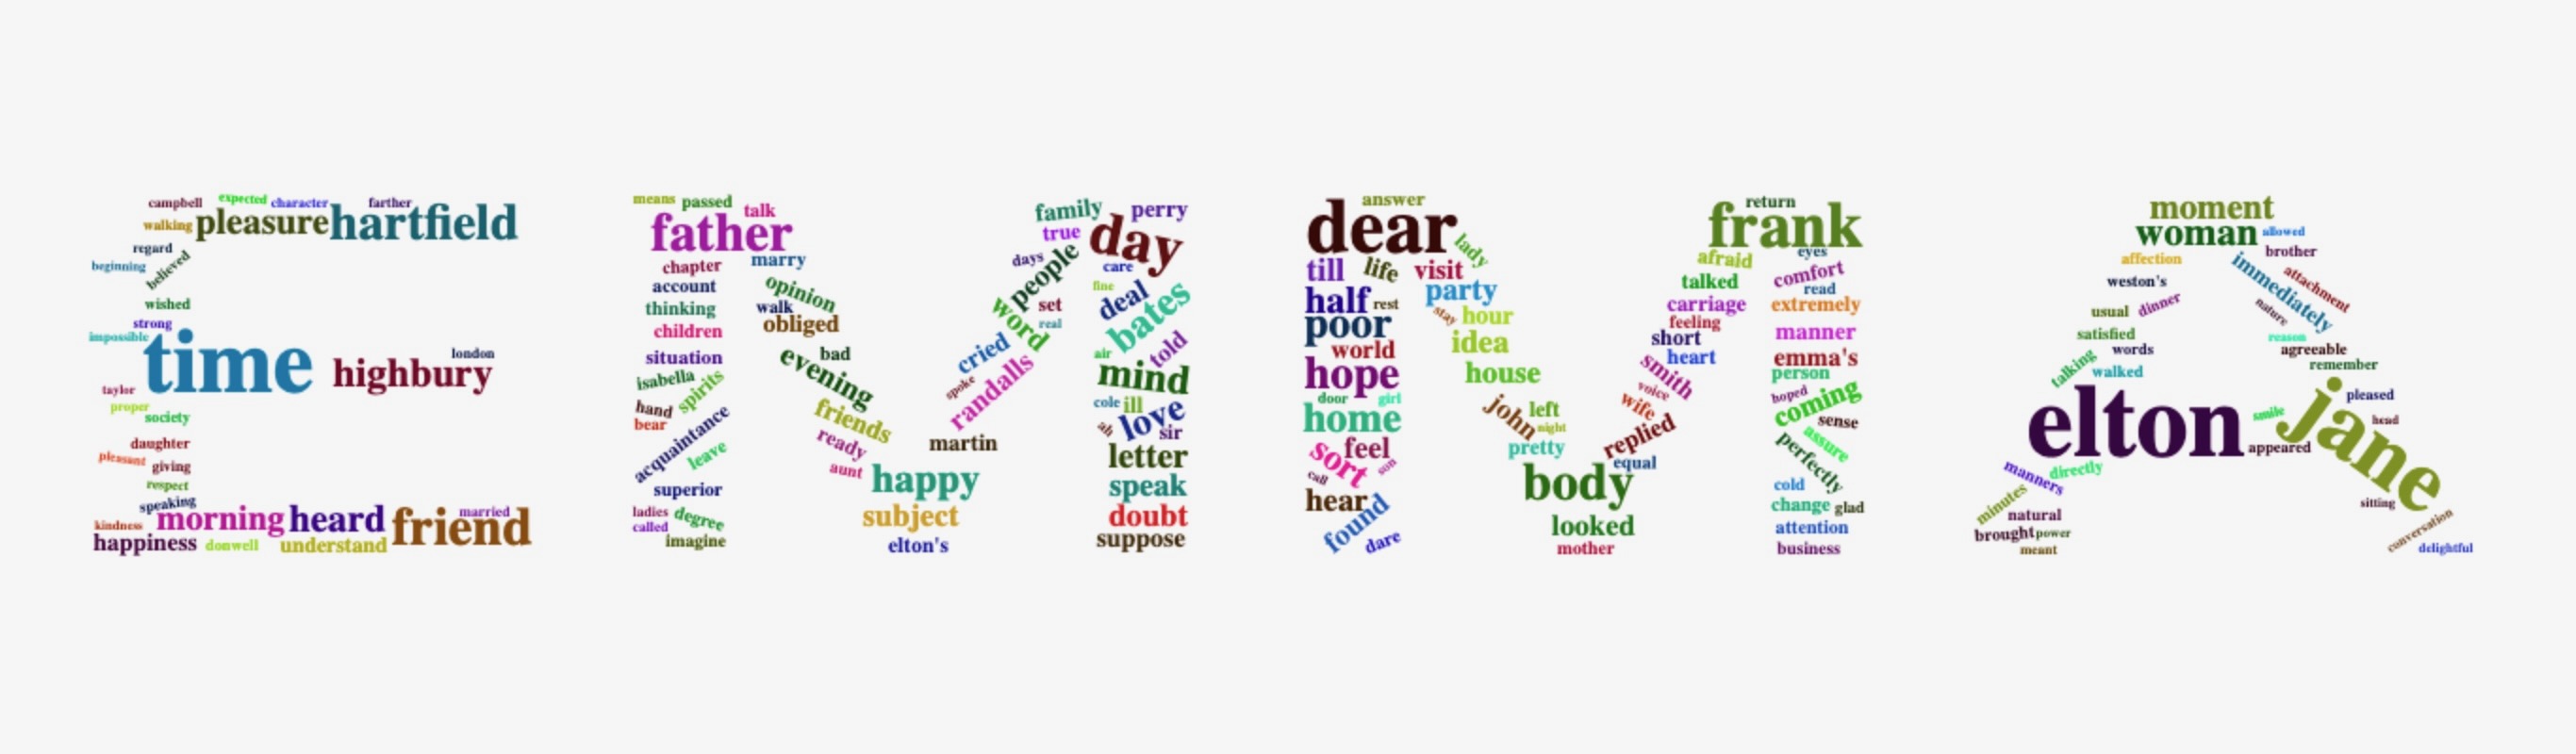 campbell
expected
character
farther
walking
pleasure
hartfield
regard
beginning
believed
wished
strong
impossible
time
highbury
london
taylor
proper
society
daughter
pleasant
giving
respect
speaking
kindness
morning
heard
friend
married
happiness
donwell
understand
means
passed
talk
father
chapter
marry
account
opinion
thinking
walk
obliged
children
situation
bad
evening
isabella
spirits
hand
bear
friends
acquaintance
ready
leave
aunt
superior
ladies
degree
called
imagine
happy
subject
elton's
martin
family
perry
true
day
days
people
care
fine
deal
set
word
real
bates
cried
air
told
spoke
randalls
mind
cole
ill
love
ah
sir
letter
speak
doubt
suppose
answer
dear
lady
till
life
visit
half
rest
party
stay
hour
poor
world
idea
hope
house
door
girl
home
john
left
night
sort
feel
son
pretty
call
hear
found
dare
body
looked
mother
equal
replied
wife
voice
smith
heart
short
feeling
carriage
talked
afraid
return
frank
eyes
comfort
read
extremely
manner
emma's
person
hoped
coming
sense
assure
perfectly
cold
change
glad
attention
business
moment
woman
allowed
brother
affection
immediately
attachment
weston's
usual
dinner
nature
satisfied
reason
words
agreeable
talking
walked
remember
elton
smile
jane
pleased
head
appeared
manners
directly
minutes
natural
sitting
brought
power
meant
conversation
delightful